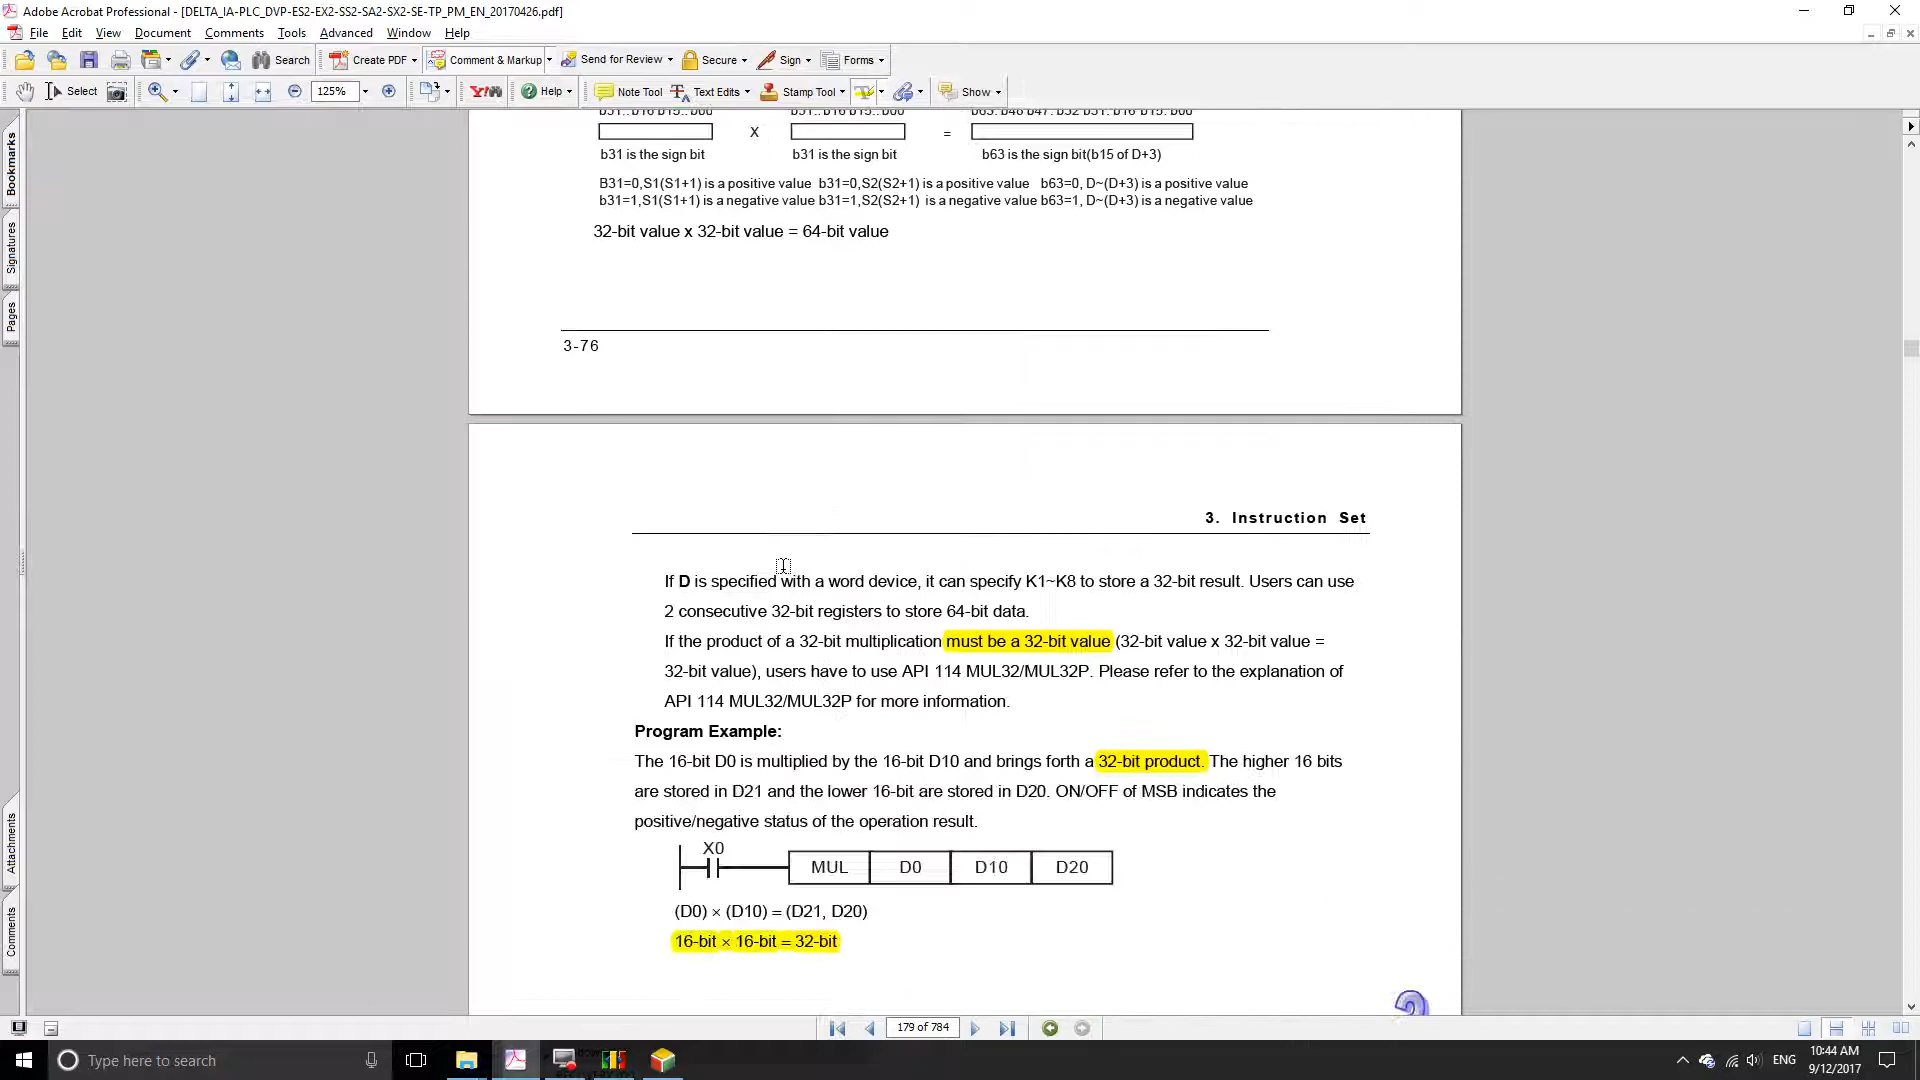 Adobe Acrobat Professional - [DELTA_IA-PLC_DVP-ES2-EX2-SS2-SA2-SX2-SE-TP_PM_EN_20170426.pdf]
File Edit View Document Comments Tools Advanced Window Help
Search Create PDF Comment & Markup Send for Review Secure Sign Forms
Select 125% Y! Help Note Tool Text Edits Stamp Tool Show
Bookmarks
Signatures
Pages
Attachments
Comments
X =
b31 is the sign bit b31 is the sign bit b63 is the sign bit(b15 of D+3)
B31=0,S1(S1+1) is a positive value b31=0,S2(S2+1) is a positive value b63=0, D~(D+3) is a positive value
b31=1,S1(S1+1) is a negative value b31=1,S2(S2+1) is a negative value b63=1, D~(D+3) is a negative value
32-bit value x 32-bit value = 64-bit value
3-76
3. Instruction Set
If D is specified with a word device, it can specify K1~K8 to store a 32-bit result. Users can use
2 consecutive 32-bit registers to store 64-bit data.
If the product of a 32-bit multiplication must be a 32-bit value (32-bit value x 32-bit value =
32-bit value), users have to use API 114 MUL32/MUL32P. Please refer to the explanation of
API 114 MUL32/MUL32P for more information.
Program Example:
The 16-bit D0 is multiplied by the 16-bit D10 and brings forth a 32-bit product. The higher 16 bits
are stored in D21 and the lower 16-bit are stored in D20. ON/OFF of MSB indicates the
positive/negative status of the operation result.
X0
MUL D0 D10 D20
(D0) × (D10) = (D21, D20)
16-bit × 16-bit = 32-bit
179 of 784
Type here to search
ENG
10:44 AM
9/12/2017